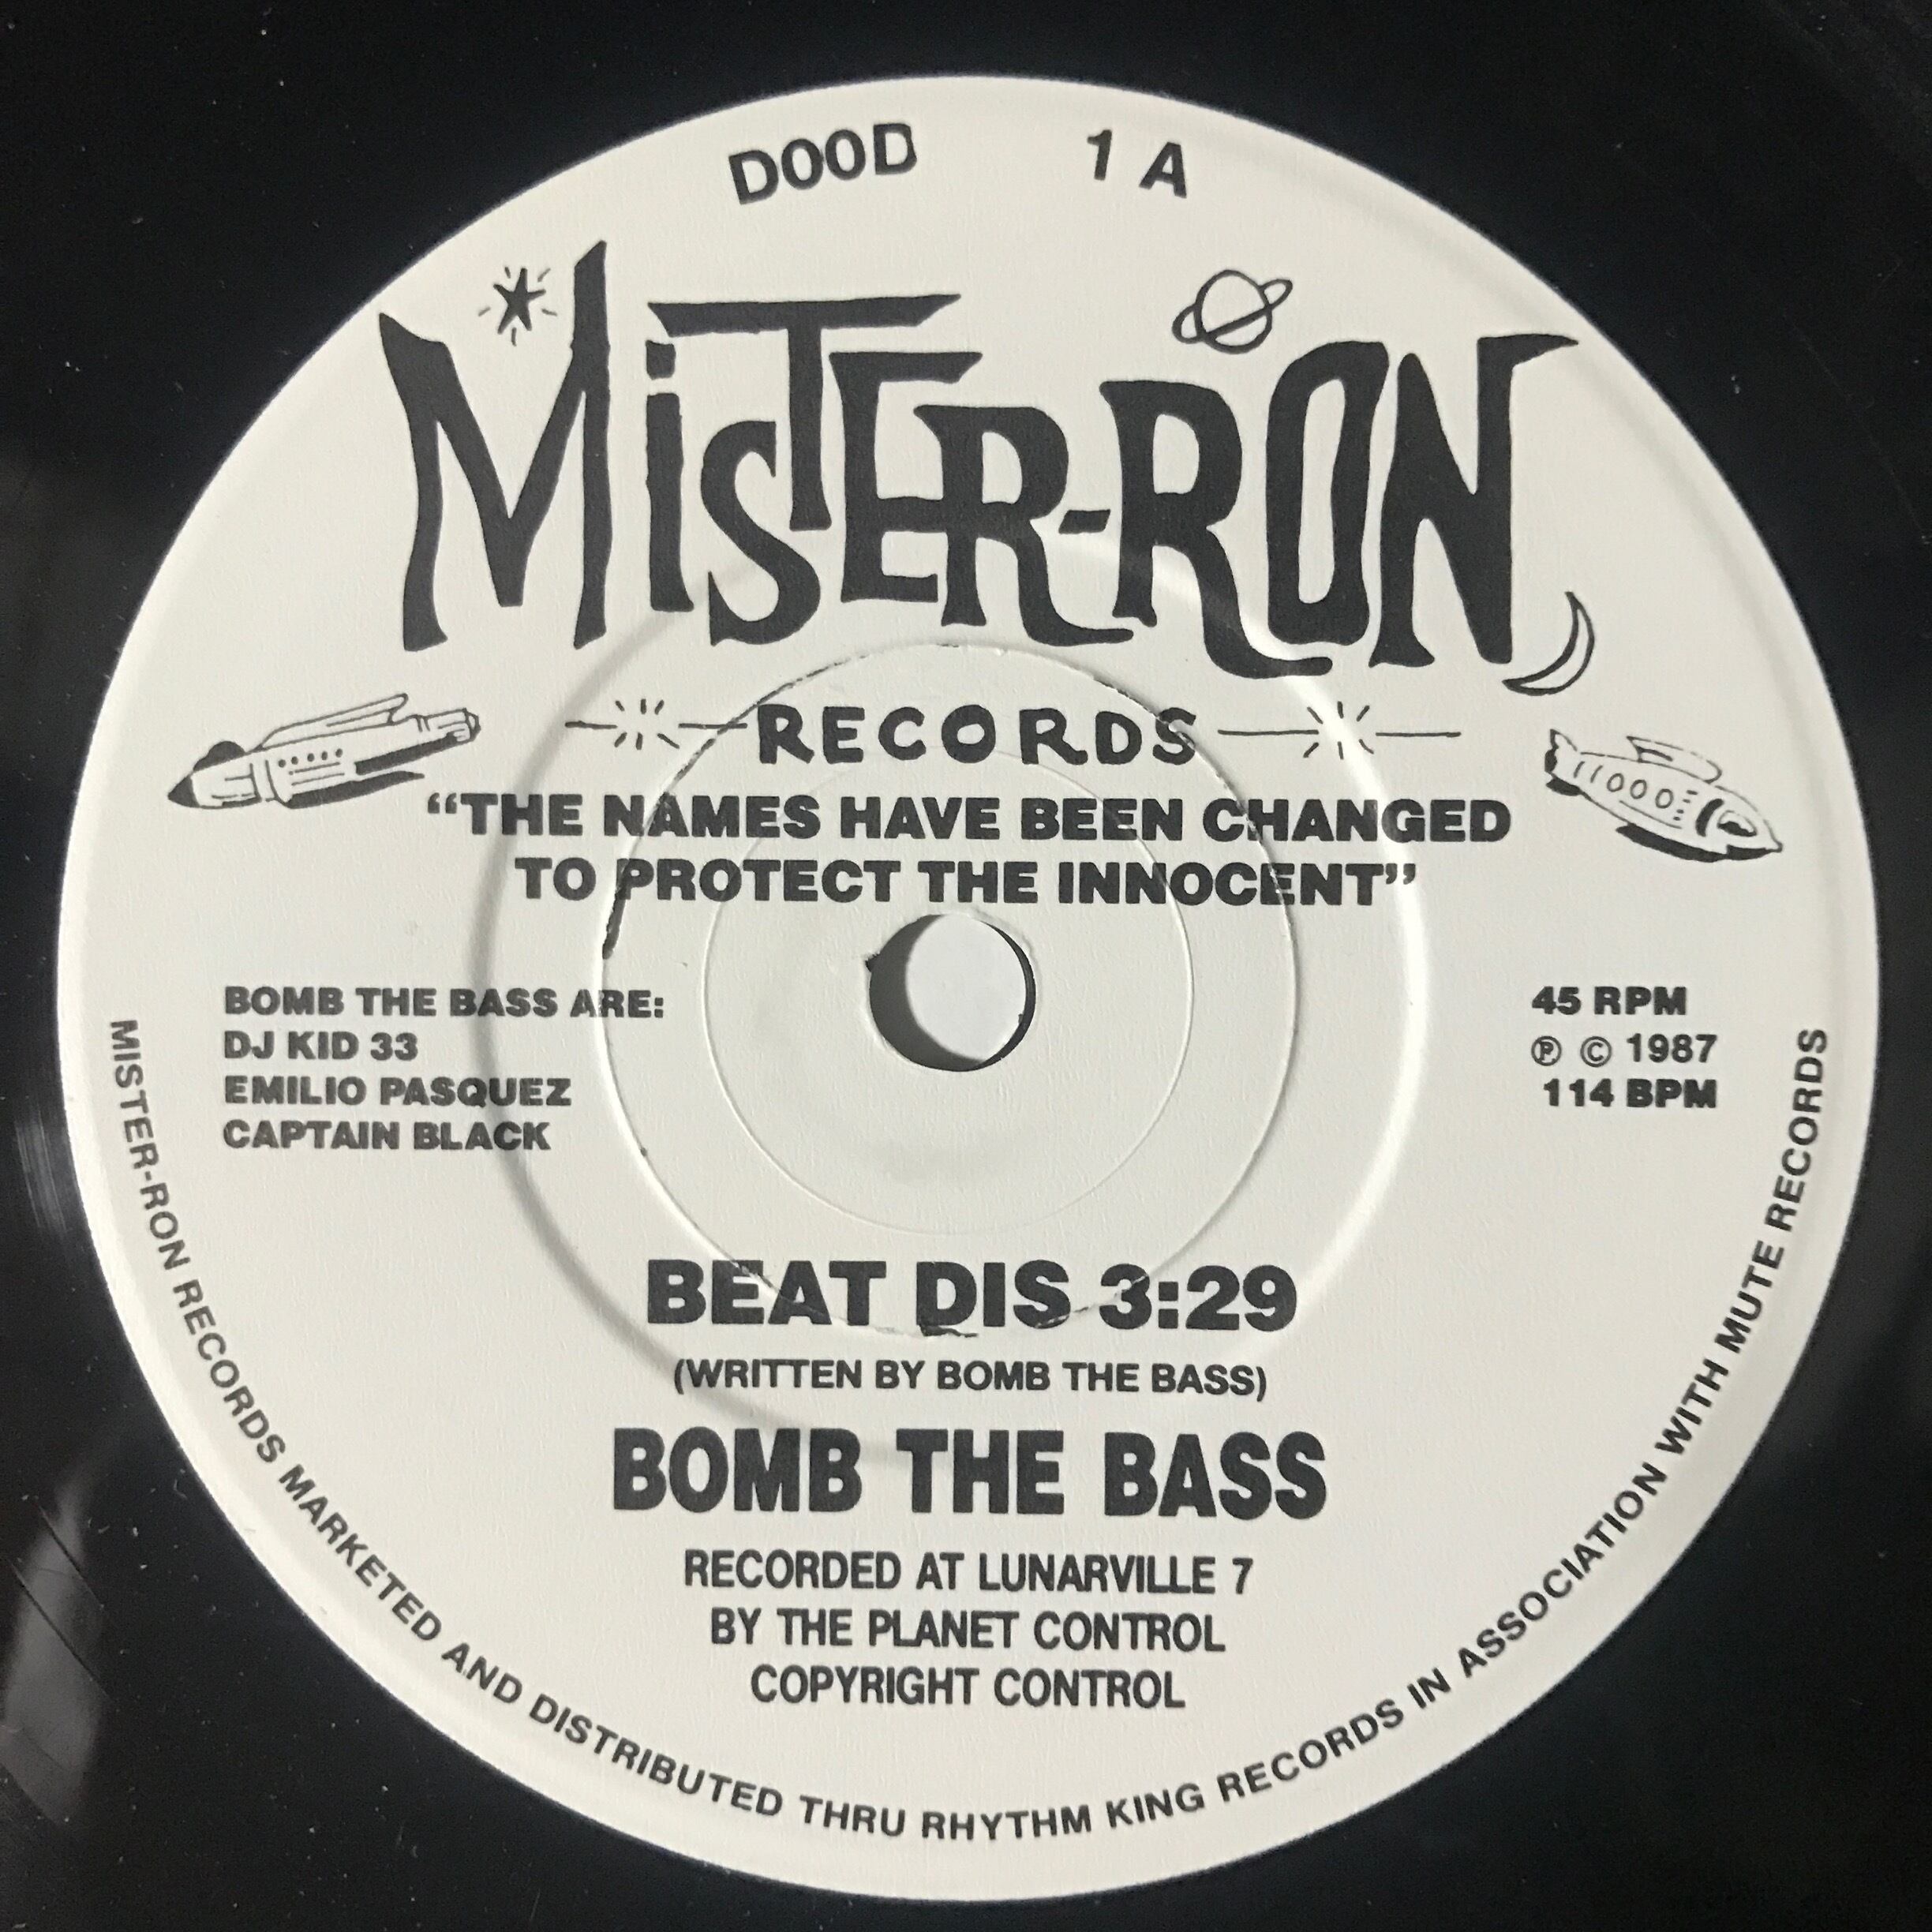 DOOD 1 A
MiSTER-RON
RECORDS
“THE NAMES HAVE BEEN CHANGED
TO PROTECT THE INNOCENT”
BOMB THE BASS ARE:
DJ KID 33
EMILIO PASQUEZ
CAPTAIN BLACK
45 RPM
℗ © 1987
114 BPM
BEAT DIS 3:29
(WRITTEN BY BOMB THE BASS)
BOMB THE BASS
RECORDED AT LUNARVILLE 7
BY THE PLANET CONTROL
COPYRIGHT CONTROL
MISTER-RON RECORDS MARKETED AND DISTRIBUTED THRU RHYTHM KING RECORDS IN ASSOCIATION WITH MUTE RECORDS